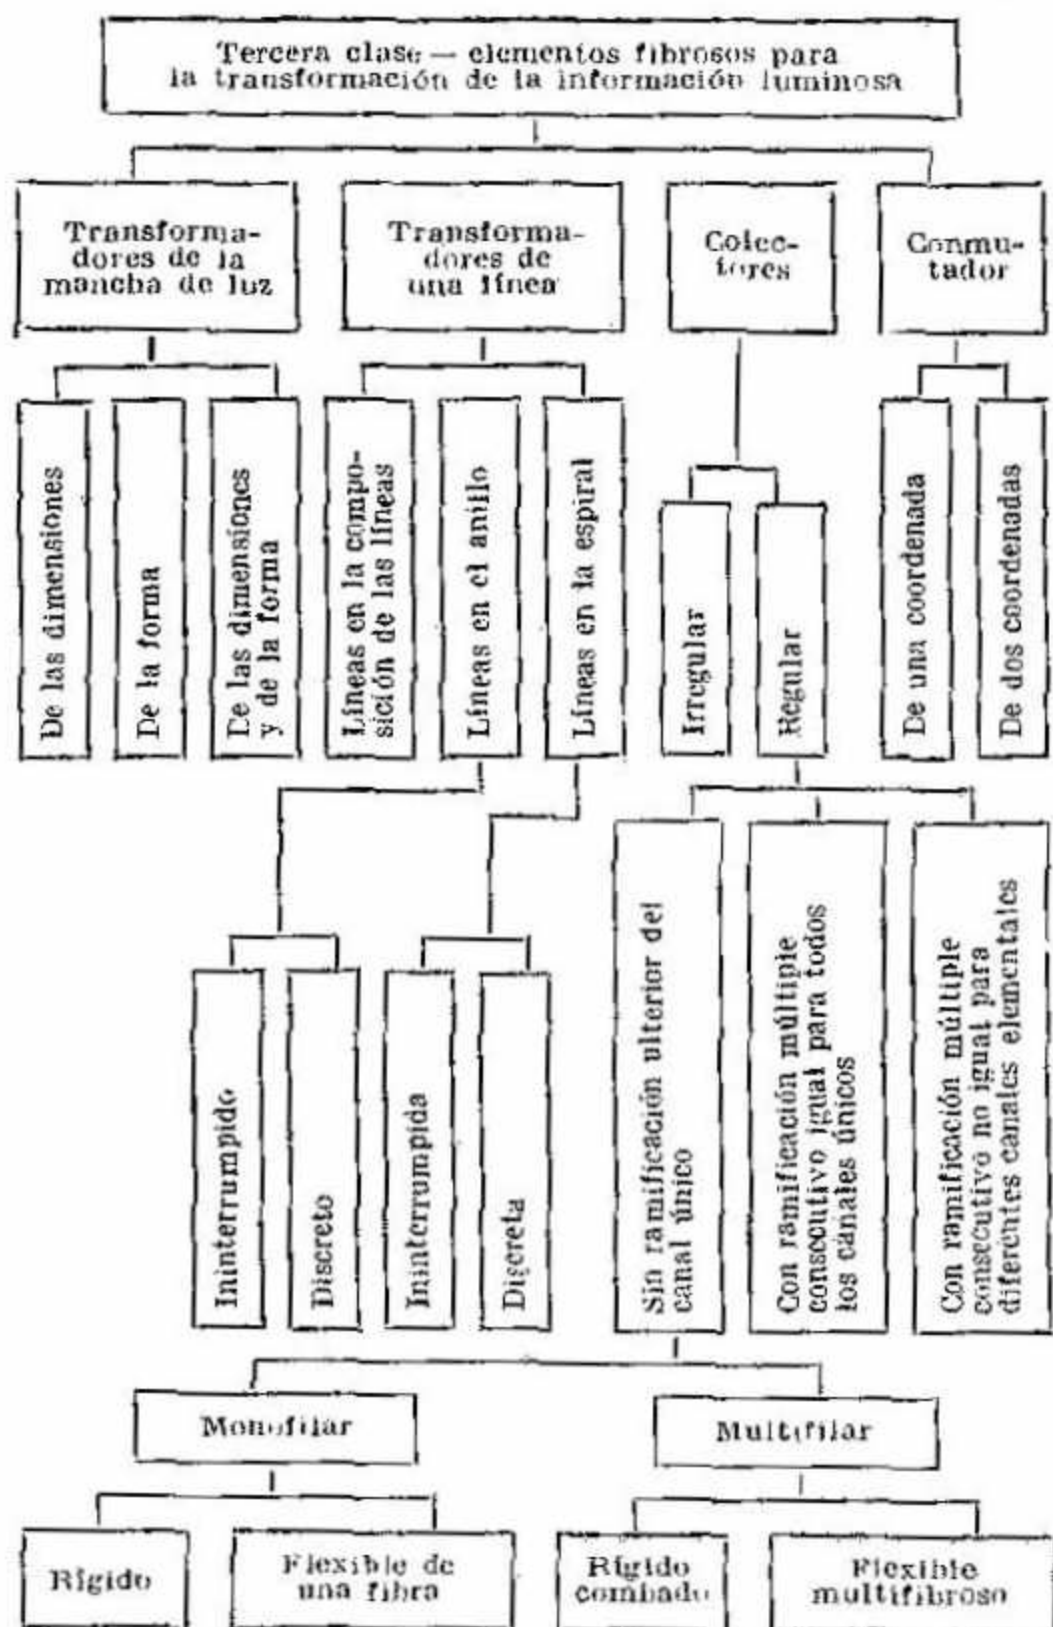 Tercera clase — elementos fibrosos para
la transformación de la información luminosa
Transforma-
dores de la
mancha de luz
Transforma-
dores de
una línea
Colec-
tores
Conmu-
tador
De las dimensiones
De la forma
De las dimensiones
y de la forma
Líneas en la compo-
sición de las líneas
Líneas en el anillo
Líneas en la espiral
Irregular
Regular
De una coordenada
De dos coordenadas
Ininterrumpido
Discreto
Ininterrumpida
Discreta
Sin ramificación ulterior del
canal único
Con ramificación múltiple
consecutivo igual para todos
los canales únicos
Con ramificación múltiple
consecutivo no igual para
diferentes canales elementales
Monofilar
Multifilar
Rígido
Flexible de
una fibra
Rígido
combado
Flexible
multifibroso